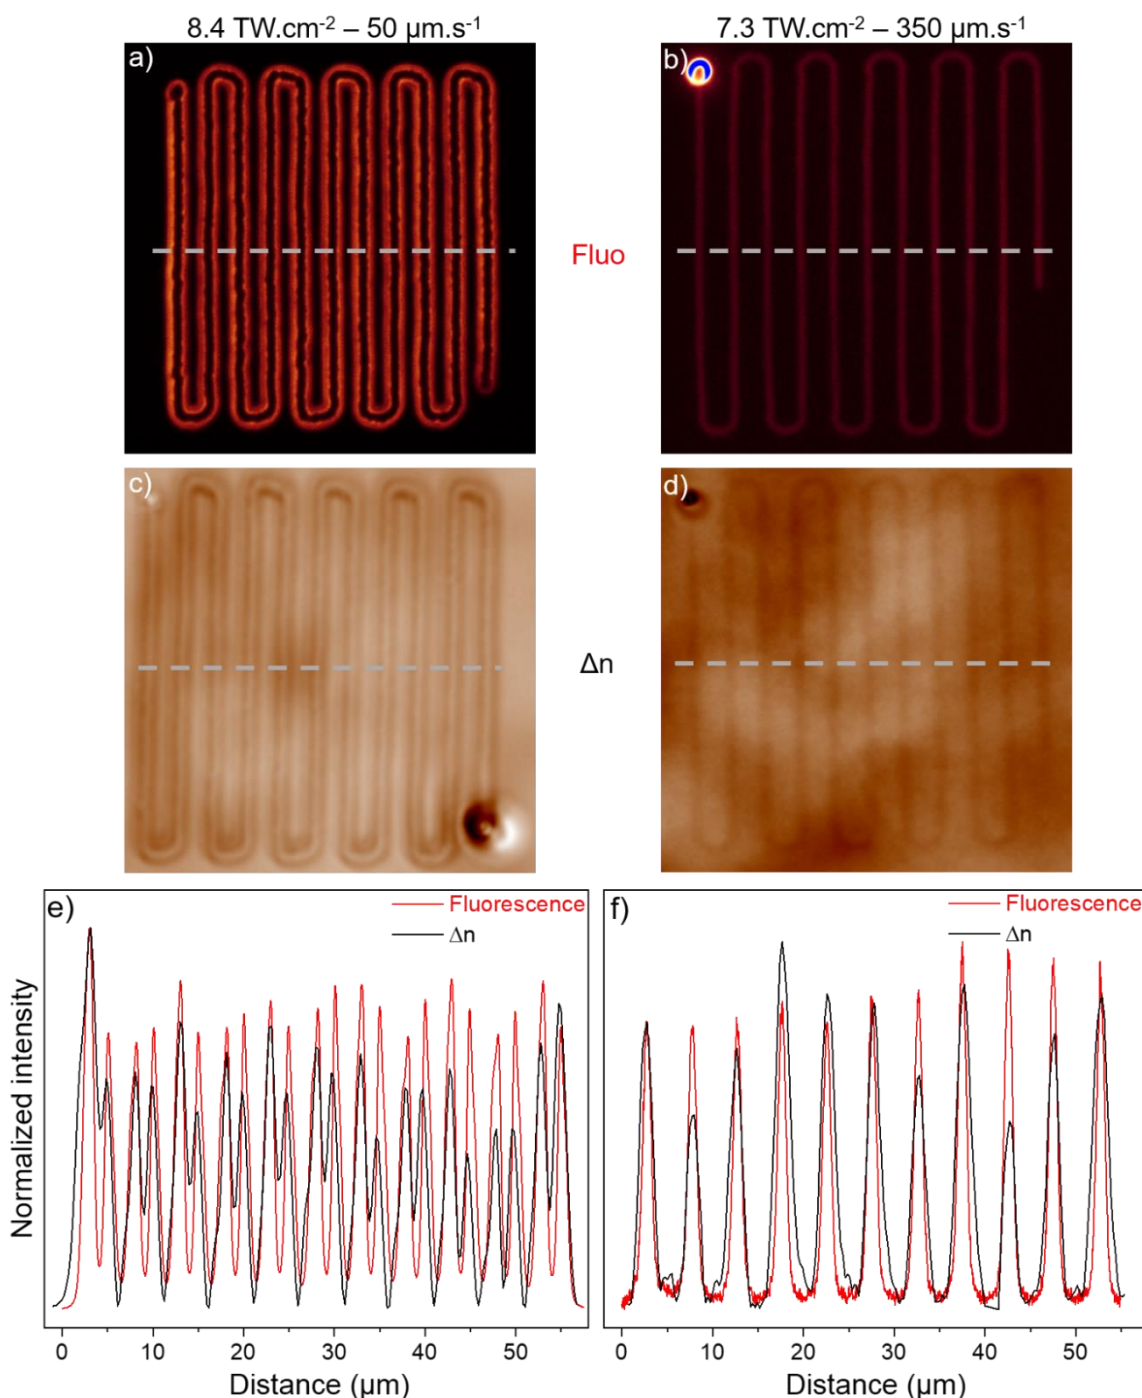 8.4 TW.cm⁻² – 50 µm.s⁻¹
7.3 TW.cm⁻² – 350 µm.s⁻¹
a)
b)
Fluo
c)
d)
Δn
e)
Fluorescence
Δn
f)
Fluorescence
Δn
Normalized intensity
0 10 20 30 40 50
0 10 20 30 40 50
Distance (µm)
Distance (µm)